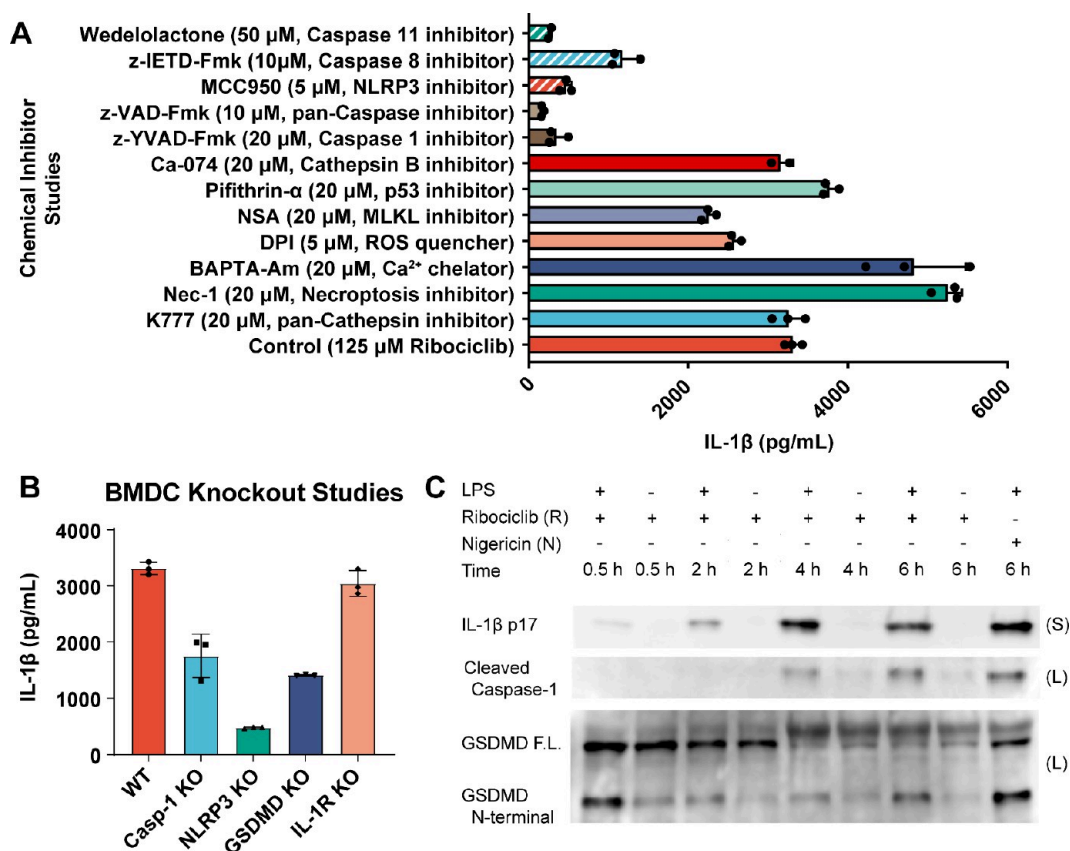 A
Chemical Inhibitor
Studies
Wedelolactone (50 µM, Caspase 11 inhibitor)
z-IETD-Fmk (10µM, Caspase 8 inhibitor)
MCC950 (5 µM, NLRP3 inhibitor)
z-VAD-Fmk (10 µM, pan-Caspase inhibitor)
z-YVAD-Fmk (20 µM, Caspase 1 inhibitor)
Ca-074 (20 µM, Cathepsin B inhibitor)
Pifithrin-α (20 µM, p53 inhibitor)
NSA (20 µM, MLKL inhibitor)
DPI (5 µM, ROS quencher)
BAPTA-Am (20 µM, Ca²⁺ chelator)
Nec-1 (20 µM, Necroptosis inhibitor)
K777 (20 µM, pan-Cathepsin inhibitor)
Control (125 µM Ribociclib)
0 2000 4000 6000
IL-1β (pg/mL)
B
BMDC Knockout Studies
IL-1β (pg/mL)
4000
3000
2000
1000
0
WT
Casp-1 KO
NLRP3 KO
GSDMD KO
IL-1R KO
C
LPS + - + - + - + - +
Ribociclib (R) + + + + + + + + -
Nigericin (N) - - - - - - - - +
Time 0.5 h 0.5 h 2 h 2 h 4 h 4 h 6 h 6 h 6 h
IL-1β p17 (S)
Cleaved
Caspase-1 (L)
GSDMD F.L.
(L)
GSDMD
N-terminal